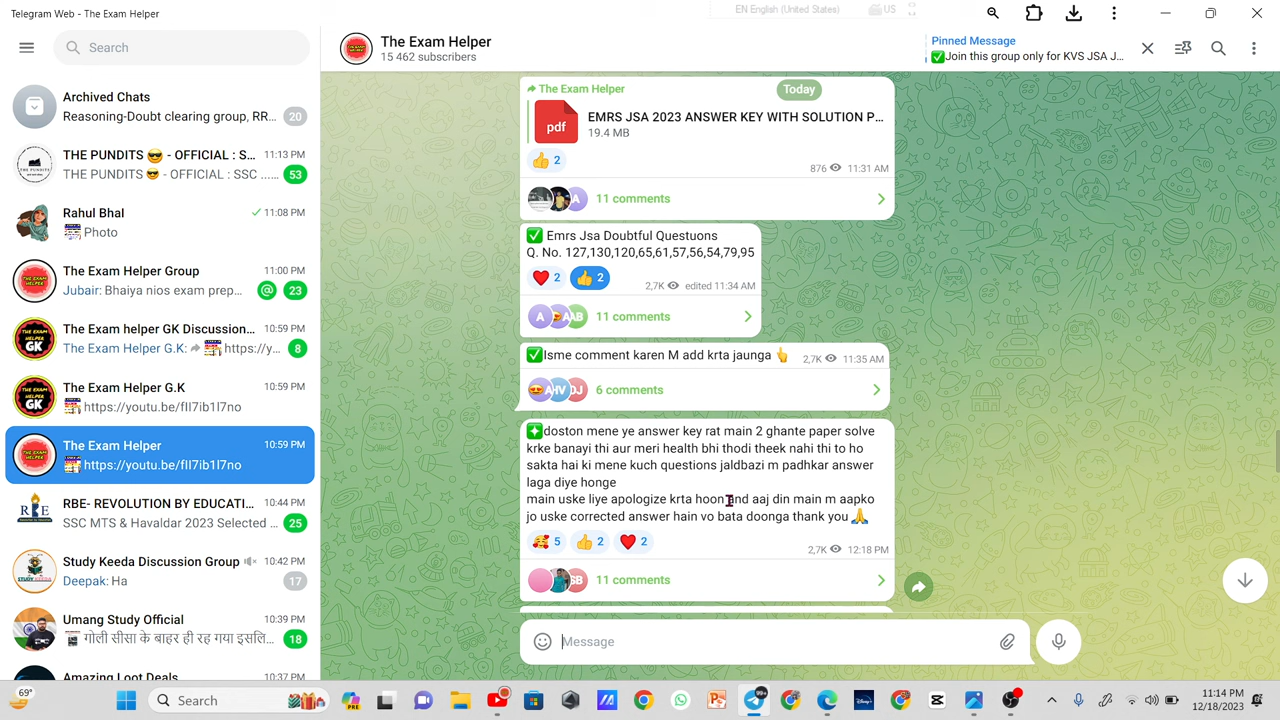 Telegram Web - The Exam Helper
EN English (United States)
US
Search
Archived Chats
Reasoning-Doubt clearing group, RR...
20
THE PUNDITS 😎 - OFFICIAL : S...
11:13 PM
THE PUNDITS 😎 - OFFICIAL : SSC ......
53
Rahul Bhal
11:08 PM
Photo
The Exam Helper Group
11:00 PM
Jubair: Bhaiya nios exam prep...
@
23
The Exam helper GK Discussion...
10:59 PM
The Exam Helper G.K: https://y...
8
The Exam Helper G.K
10:59 PM
https://youtu.be/fII7ib1I7no
The Exam Helper
10:59 PM
https://youtu.be/fII7ib1I7no
RBE- REVOLUTION BY EDUCATI...
10:44 PM
SSC MTS & Havaldar 2023 Selected ...
25
Study Keeda Discussion Group
10:42 PM
Deepak: Ha
17
Umang Study Official
10:39 PM
गोली सीसा के बाहर ही रह गया इसलि...
18
Amazing Loot Deals
10:37 PM
The Exam Helper
15 462 subscribers
Pinned Message
✅Join this group only for KVS JSA J...
Today
The Exam Helper
pdf
EMRS JSA 2023 ANSWER KEY WITH SOLUTION P...
19.4 MB
👍 2
876 11:31 AM
11 comments
✅ Emrs Jsa Doubtful Questuons
Q. No. 127,130,120,65,61,57,56,54,79,95
❤️ 2 👍 2
2,7K edited 11:34 AM
11 comments
✅Isme comment karen M add krta jaunga 👆
2,7K 11:35 AM
6 comments
doston mene ye answer key rat main 2 ghante paper solve
krke banayi thi aur meri health bhi thodi theek nahi thi to ho
sakta hai ki mene kuch questions jaldbazi m padhkar answer
laga diye honge
main uske liye apologize krta hoon and aaj din main m aapko
jo uske corrected answer hain vo bata doonga thank you 🙏
🥰 5 👍 2 ❤️ 2
2,7K 12:18 PM
11 comments
Message
69°
Search
99+
11:14 PM
12/18/2023